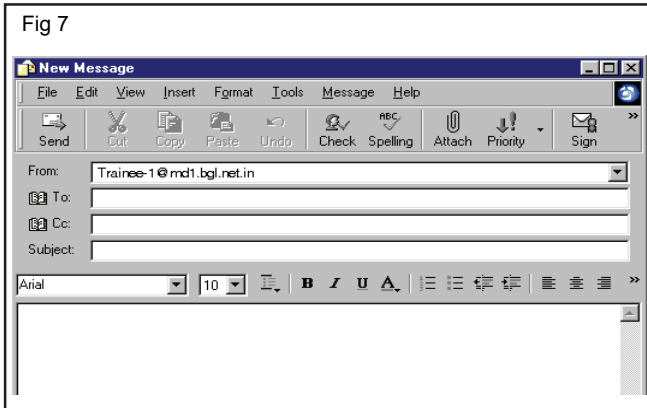 Fig 7
New Message
File Edit View Insert Format Tools Message Help
ABC
Send Cut Copy Paste Undo Check Spelling Attach Priority Sign »
From: Trainee-1@md1.bgl.net.in
To:
Cc:
Subject:
Arial 10 B I U A »